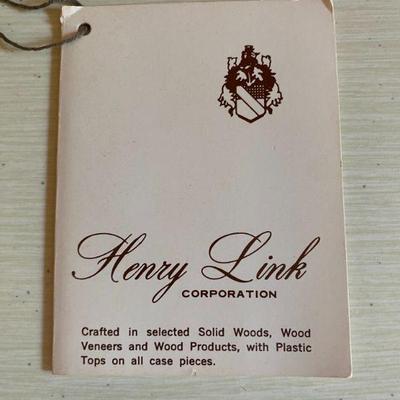 Henry Link
CORPORATION
Crafted in selected Solid Woods, Wood
Veneers and Wood Products, with Plastic
Tops on all case pieces.